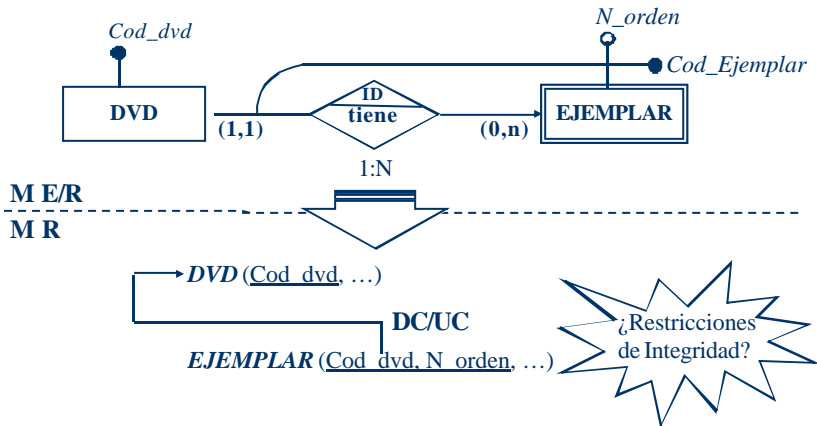 Cod_dvd
N_orden
Cod_Ejemplar
DVD
ID
tiene
EJEMPLAR
(1,1)
(0,n)
1:N
M E/R
M R
DVD (Cod_dvd, …)
DC/UC
EJEMPLAR (Cod_dvd, N_orden, …)
¿Restricciones
de Integridad?